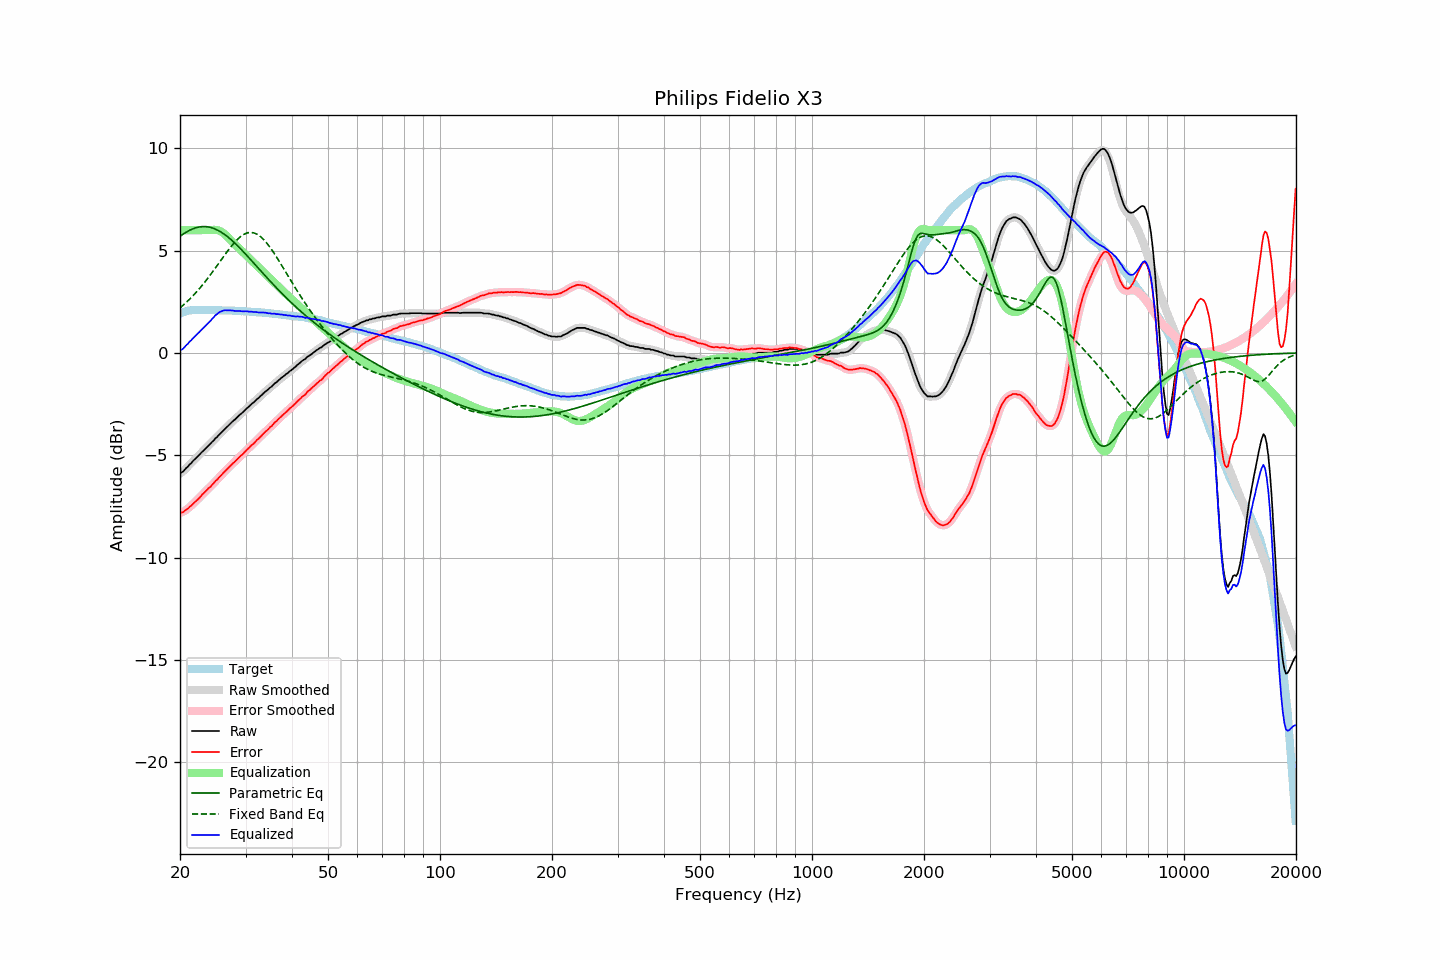 Philips Fidelio X3
Amplitude (dBr)
10
5
0
−5
−10
−15
−20
Target
Raw Smoothed
Error Smoothed
Raw
Error
Equalization
Parametric Eq
Fixed Band Eq
Equalized
20 50 100 200 500 1000 2000 5000 10000 20000
Frequency (Hz)